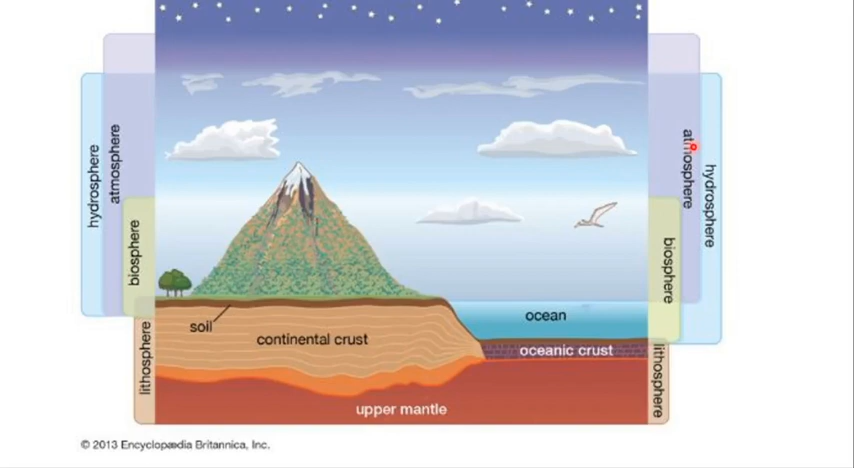 hydrosphere
atmosphere
biosphere
lithosphere
soil
continental crust
upper mantle
ocean
oceanic crust
atmosphere
hydrosphere
biosphere
lithosphere
© 2013 Encyclopædia Britannica, Inc.